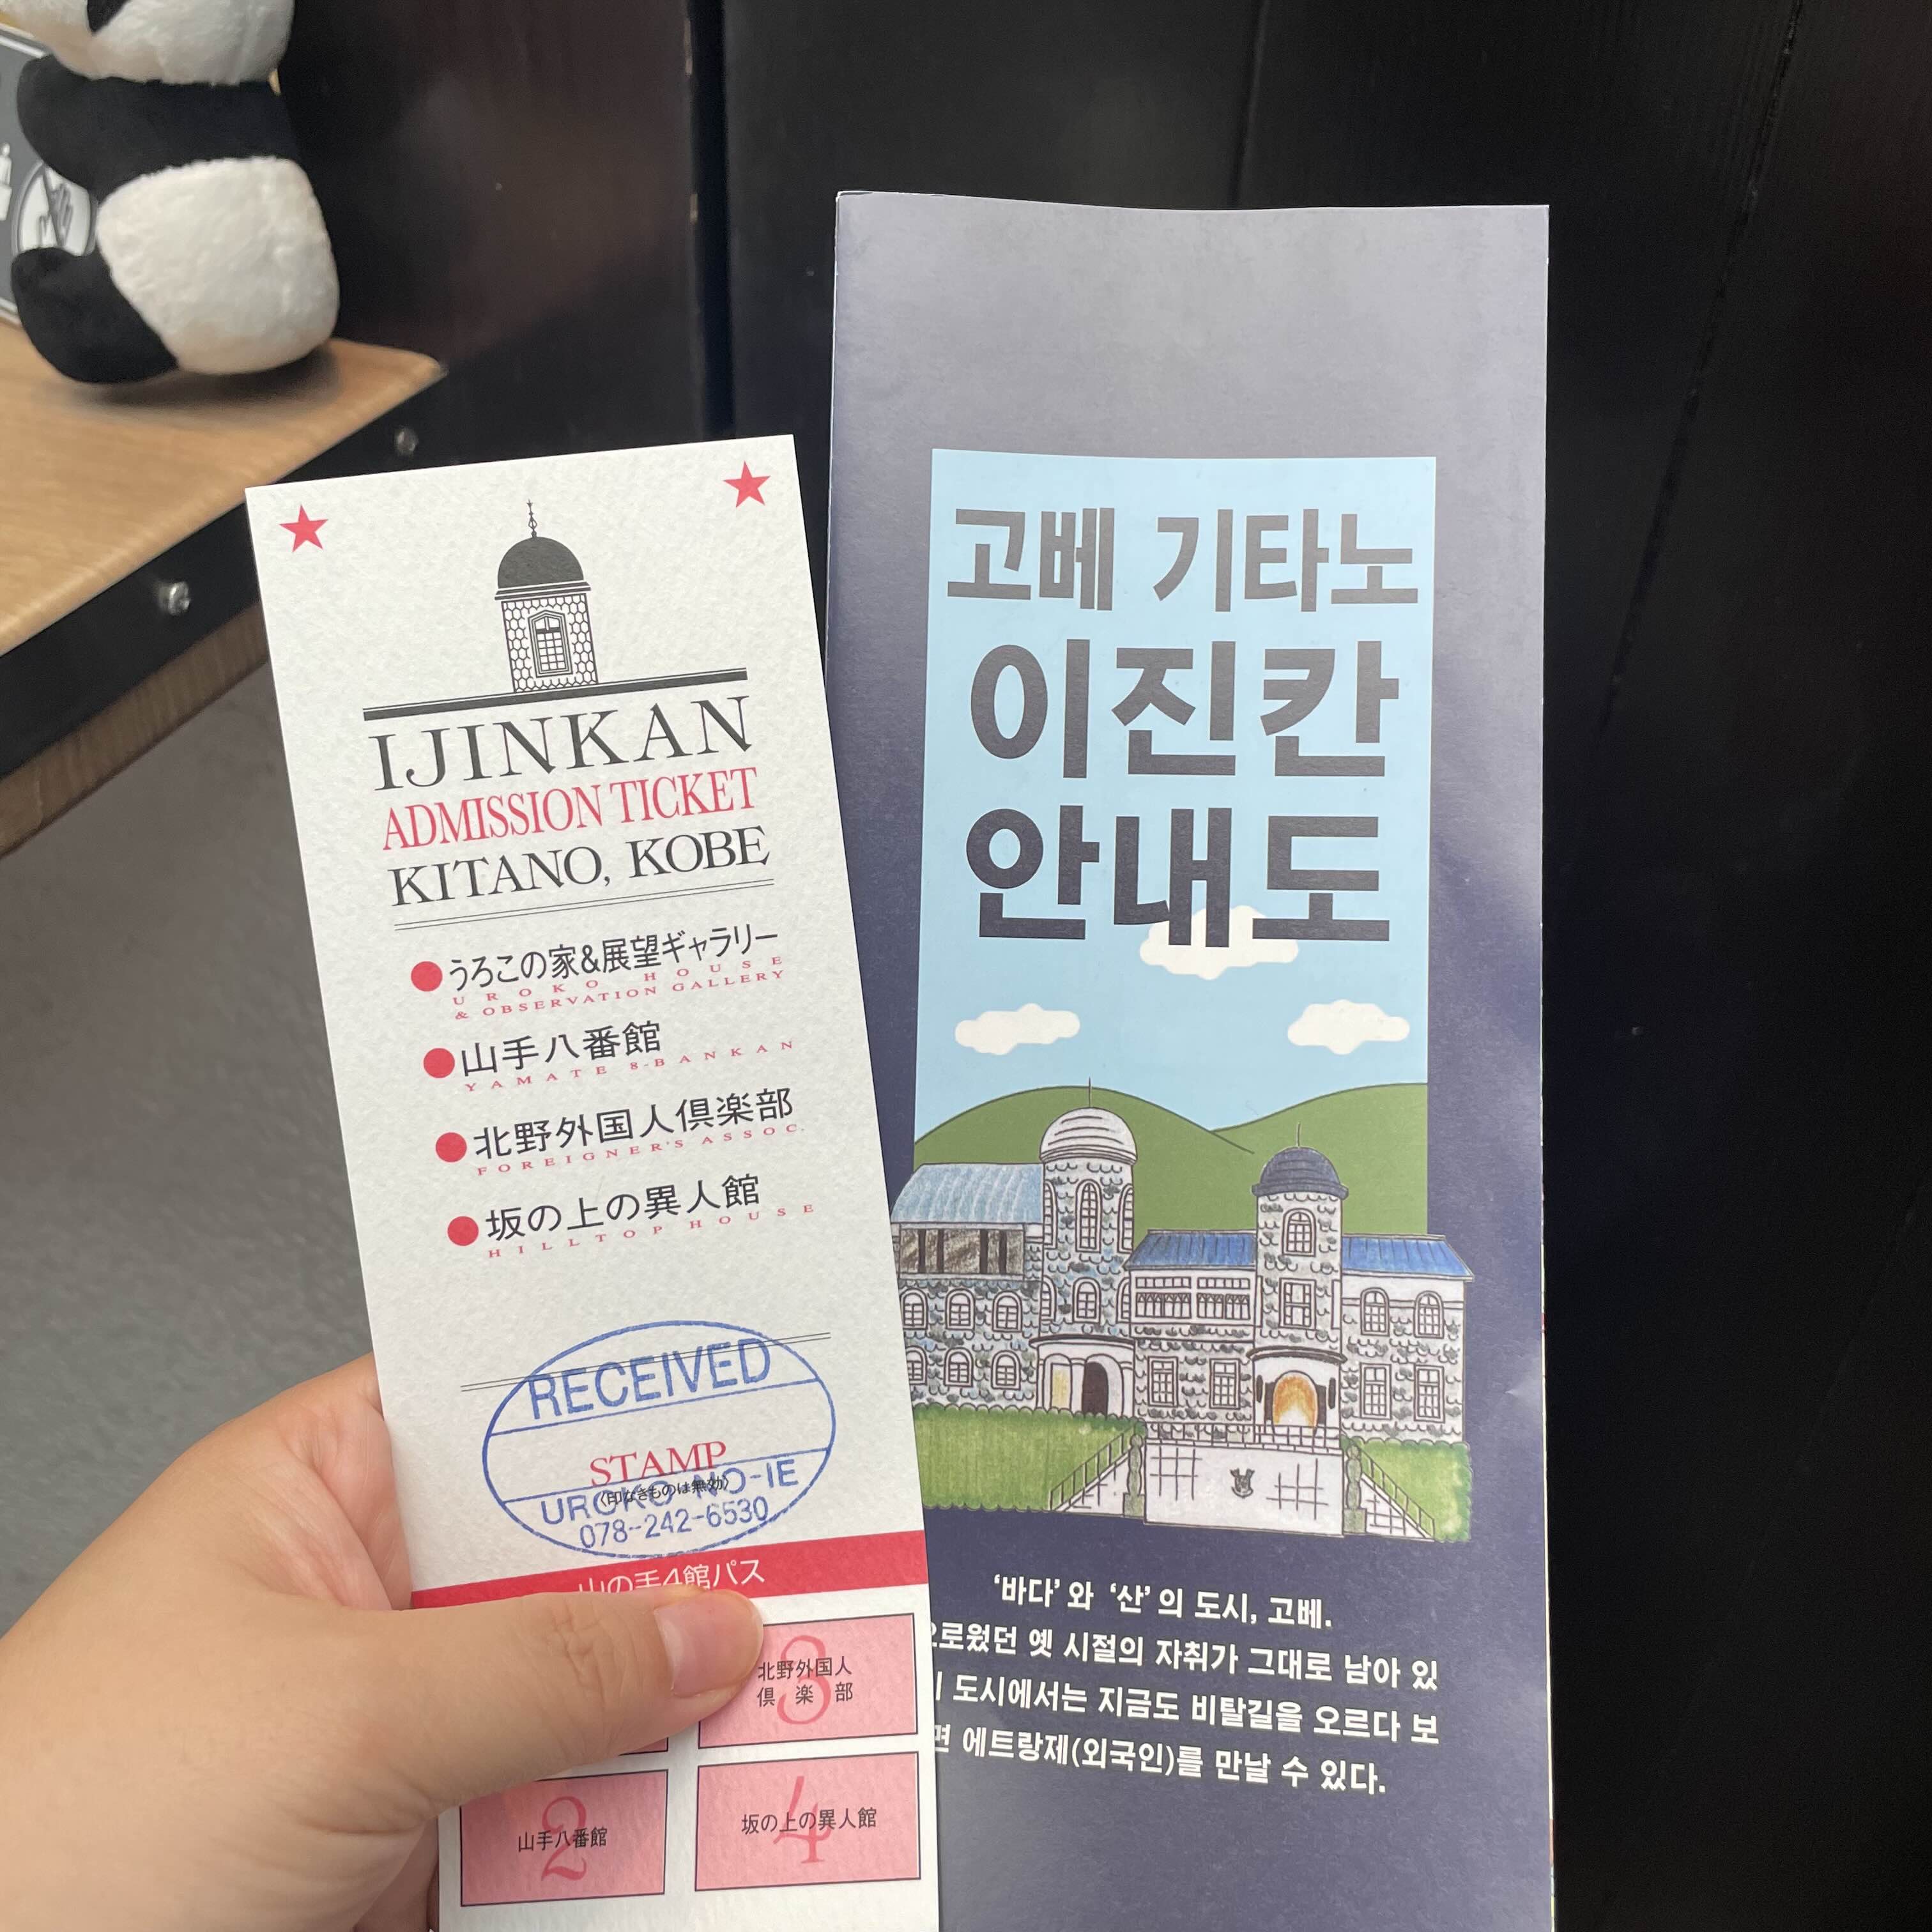 IJINKAN
ADMISSION TICKET
KITANO, KOBE
うろこの家&展望ギャラリー
UROKO HOUSE
& OBSERVATION GALLERY
山手八番館
YAMATE 8-BANKAN
北野外国人倶楽部
FOREIGNER'S ASSOC.
坂の上の異人館
HILLTOP HOUSE
RECEIVED
STAMP
〈印なきものは無効〉
UROKO-NO-IE
078-242-6530
山の手4館パス
3
北野外国人
倶楽部
2
山手八番館
4
坂の上の異人館
고베 기타노
이진칸
안내도
‘바다’와 ‘산’의 도시, 고베.
로웠던 옛 시절의 자취가 그대로 남아 있
도시에서는 지금도 비탈길을 오르다 보
면 에트랑제(외국인)를 만날 수 있다.